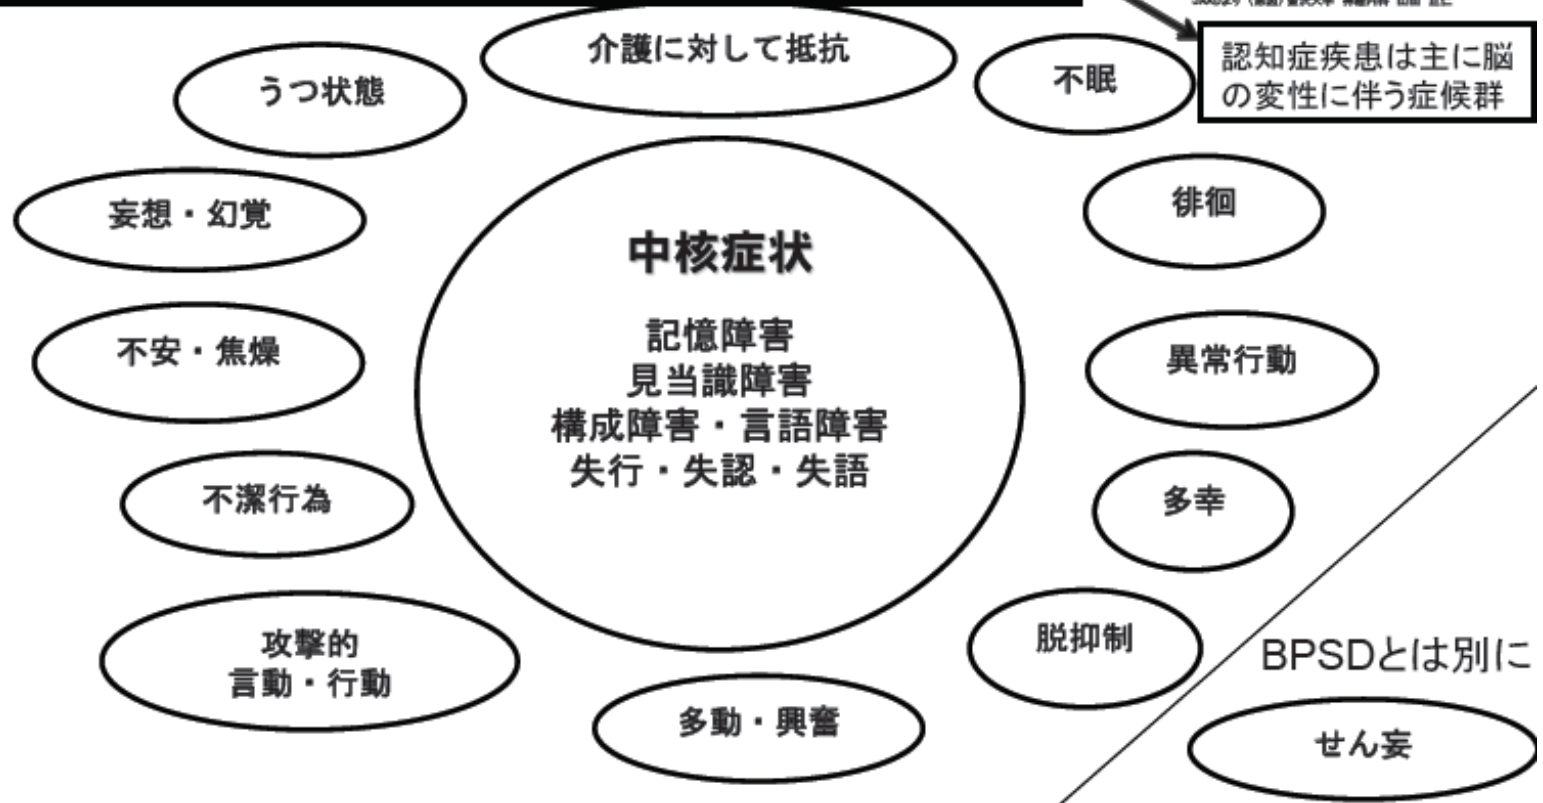 介護に対して抵抗
うつ状態
不眠
認知症疾患は主に脳
の変性に伴う症候群
妄想・幻覚
徘徊
中核症状
記憶障害
見当識障害
構成障害・言語障害
失行・失認・失語
不安・焦燥
異常行動
不潔行為
多幸
攻撃的
言動・行動
脱抑制
多動・興奮
BPSDとは別に
せん妄